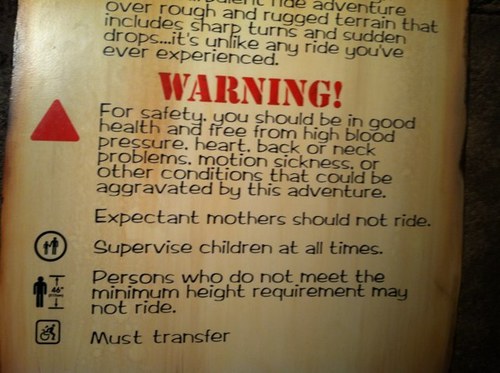 ride adventure
over rough and rugged terrain that
includes sharp turns and sudden
drops...it's unlike any ride you've
ever experienced.
WARNING!
For safety, you should be in good
health and free from high blood
pressure, heart, back or neck
problems, motion sickness, or
other conditions that could be
aggravated by this adventure.
Expectant mothers should not ride.
Supervise children at all times.
46"
Persons who do not meet the
minimum height requirement may
not ride.
Must transfer